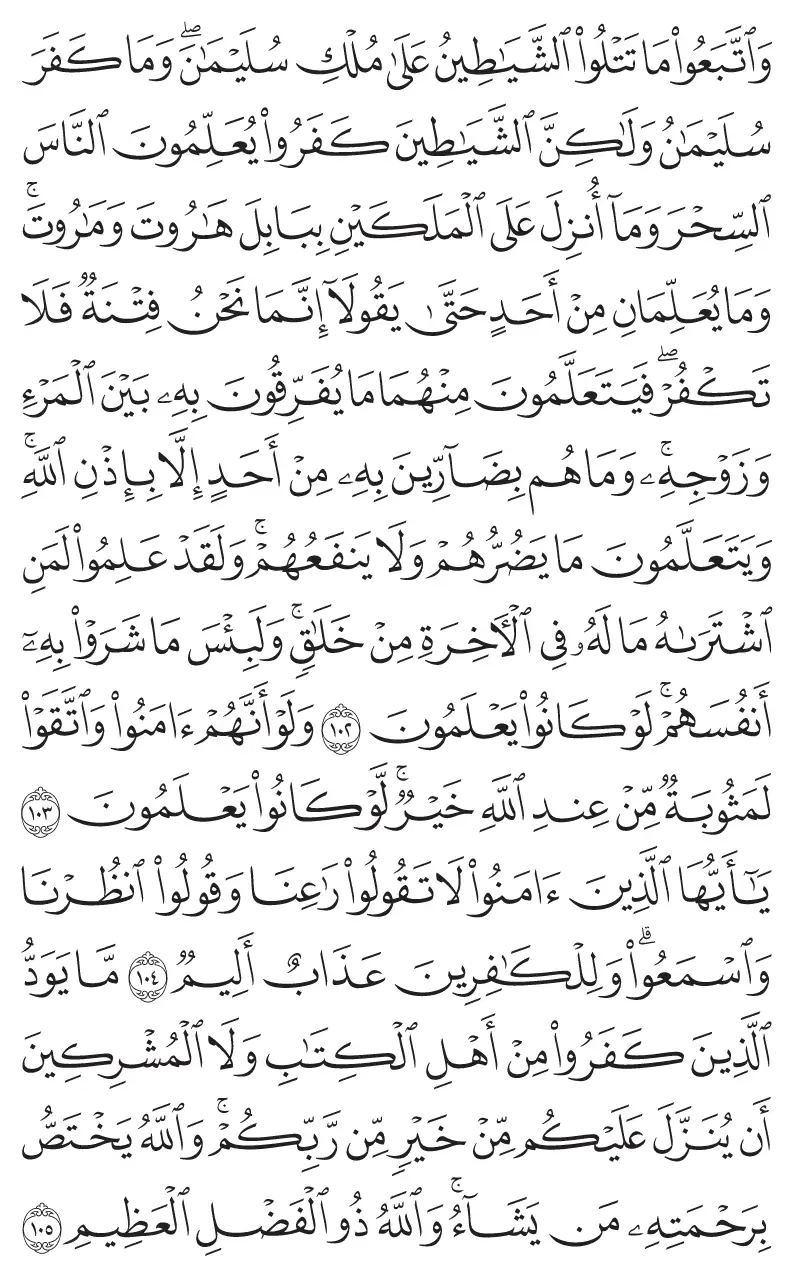 وَٱتَّبَعُواْ مَا تَتۡلُواْ ٱلشَّيَٰطِينُ عَلَىٰ مُلۡكِ سُلَيۡمَٰنَۖ وَمَا كَفَرَ
سُلَيۡمَٰنُ وَلَٰكِنَّ ٱلشَّيَٰطِينَ كَفَرُواْ يُعَلِّمُونَ ٱلنَّاسَ
ٱلسِّحۡرَ وَمَآ أُنزِلَ عَلَى ٱلۡمَلَكَيۡنِ بِبَابِلَ هَٰرُوتَ وَمَٰرُوتَۚ
وَمَا يُعَلِّمَانِ مِنۡ أَحَدٍ حَتَّىٰ يَقُولَآ إِنَّمَا نَحۡنُ فِتۡنَةٞ فَلَا
تَكۡفُرۡۖ فَيَتَعَلَّمُونَ مِنۡهُمَا مَا يُفَرِّقُونَ بِهِۦ بَيۡنَ ٱلۡمَرۡءِ
وَزَوۡجِهِۦۚ وَمَا هُم بِضَآرِّينَ بِهِۦ مِنۡ أَحَدٍ إِلَّا بِإِذۡنِ ٱللَّهِۚ
وَيَتَعَلَّمُونَ مَا يَضُرُّهُمۡ وَلَا يَنفَعُهُمۡۚ وَلَقَدۡ عَلِمُواْ لَمَنِ
ٱشۡتَرَىٰهُ مَا لَهُۥ فِي ٱلۡأٓخِرَةِ مِنۡ خَلَٰقٖۚ وَلَبِئۡسَ مَا شَرَوۡاْ بِهِۦٓ
أَنفُسَهُمۡۚ لَوۡ كَانُواْ يَعۡلَمُونَ ١٠٢ وَلَوۡ أَنَّهُمۡ ءَامَنُواْ وَٱتَّقَوۡاْ
لَمَثُوبَةٞ مِّنۡ عِندِ ٱللَّهِ خَيۡرٞۚ لَّوۡ كَانُواْ يَعۡلَمُونَ ١٠٣
يَٰٓأَيُّهَا ٱلَّذِينَ ءَامَنُواْ لَا تَقُولُواْ رَٰعِنَا وَقُولُواْ ٱنظُرۡنَا
وَٱسۡمَعُواْۗ وَلِلۡكَٰفِرِينَ عَذَابٌ أَلِيمٞ ١٠٤ مَّا يَوَدُّ
ٱلَّذِينَ كَفَرُواْ مِنۡ أَهۡلِ ٱلۡكِتَٰبِ وَلَا ٱلۡمُشۡرِكِينَ
أَن يُنَزَّلَ عَلَيۡكُم مِّنۡ خَيۡرٖ مِّن رَّبِّكُمۡۚ وَٱللَّهُ يَخۡتَصُّ
بِرَحۡمَتِهِۦ مَن يَشَآءُۚ وَٱللَّهُ ذُو ٱلۡفَضۡلِ ٱلۡعَظِيمِ ١٠٥